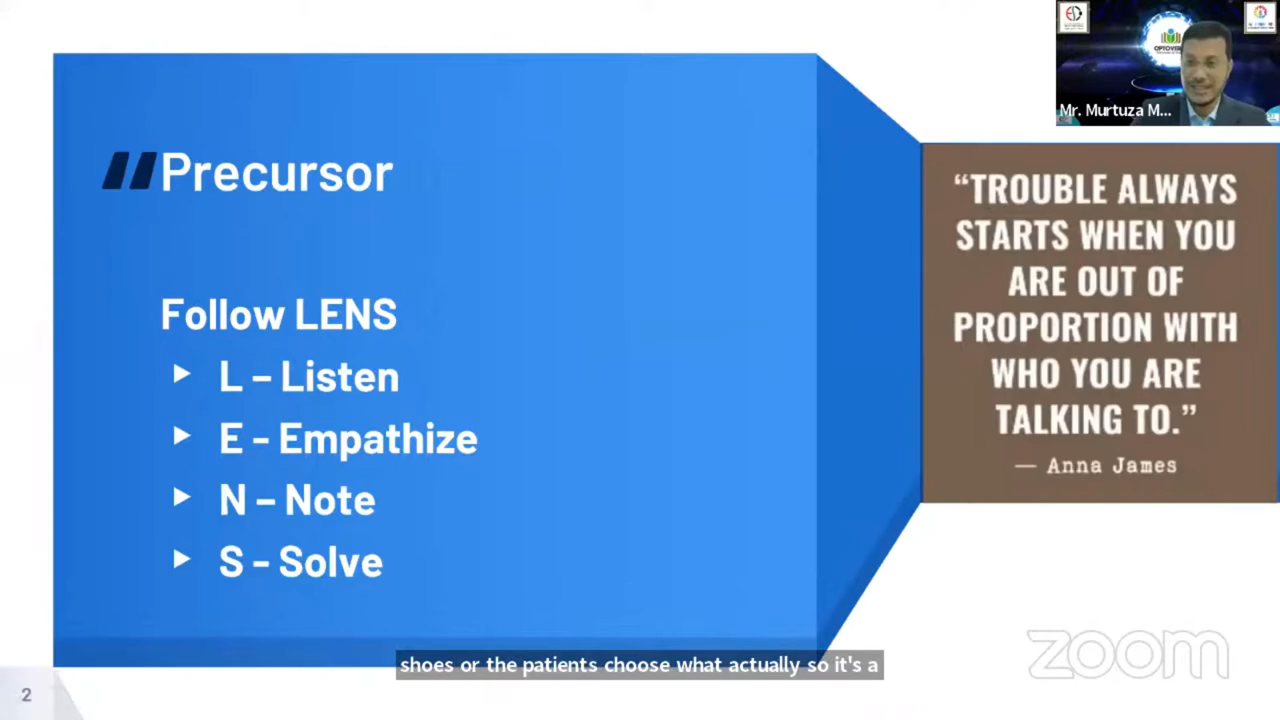 Precursor
Follow LENS
L – Listen
E - Empathize
N – Note
S - Solve
“TROUBLE ALWAYS
STARTS WHEN YOU
ARE OUT OF
PROPORTION WITH
WHO YOU ARE
TALKING TO.”
— Anna James
Mr. Murtuza M...
shoes or the patients choose what actually so it's a
zoom
2